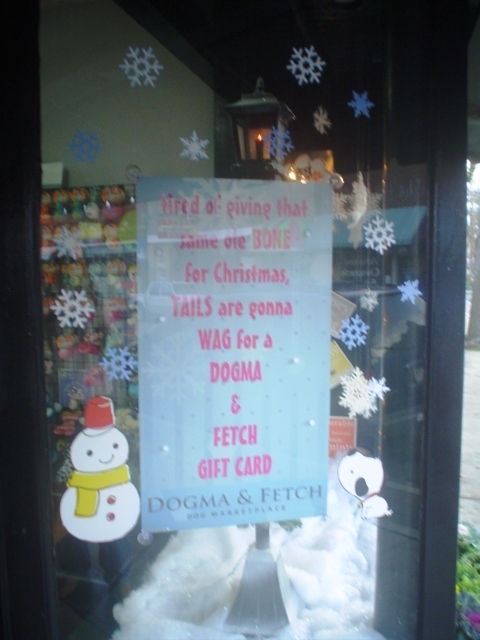 tired of giving that
same ole BONE
for Christmas,
TAILS are gonna
WAG for a
DOGMA
&
FETCH
GIFT CARD
DOGMA & FETCH
DOG MARKETPLACE